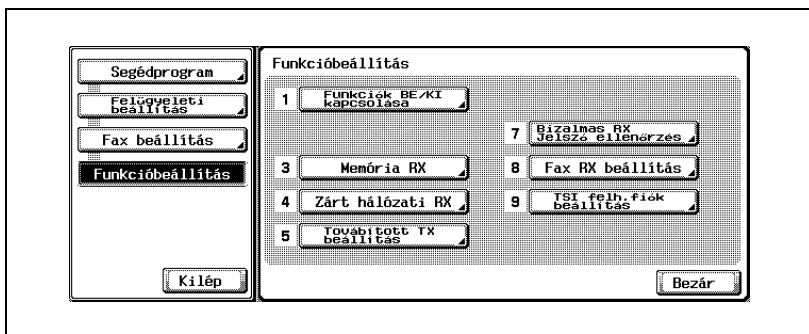 Segédprogram
Felügyeleti
beállítás
Fax beállítás
Funkcióbeállítás
Kilép
Funkcióbeállítás
1 Funkciók BE/KI
kapcsolása
3 Memória RX
4 Zárt hálózati RX
5 Továbított TX
beállítás
7 Bizalmas RX
Jelszó ellenőrzés
8 Fax RX beállítás
9 TSI felh.fiók
beállítás
Bezár